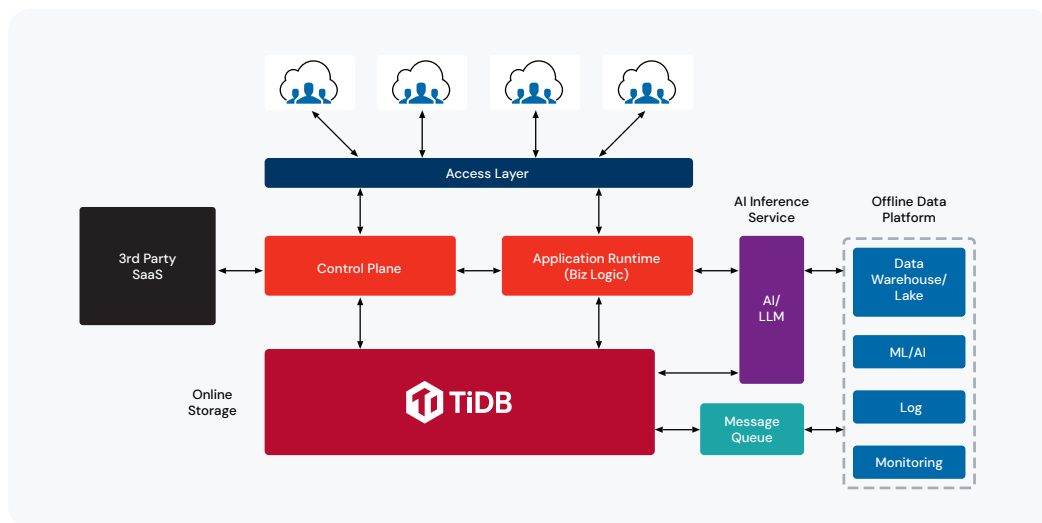 Access Layer
AI Inference
Service
Offline Data
Platform
3rd Party
SaaS
Control Plane
Application Runtime
(Biz Logic)
AI/
LLM
Data
Warehouse/
Lake
ML/AI
Online
Storage
TiDB
Message
Queue
Log
Monitoring